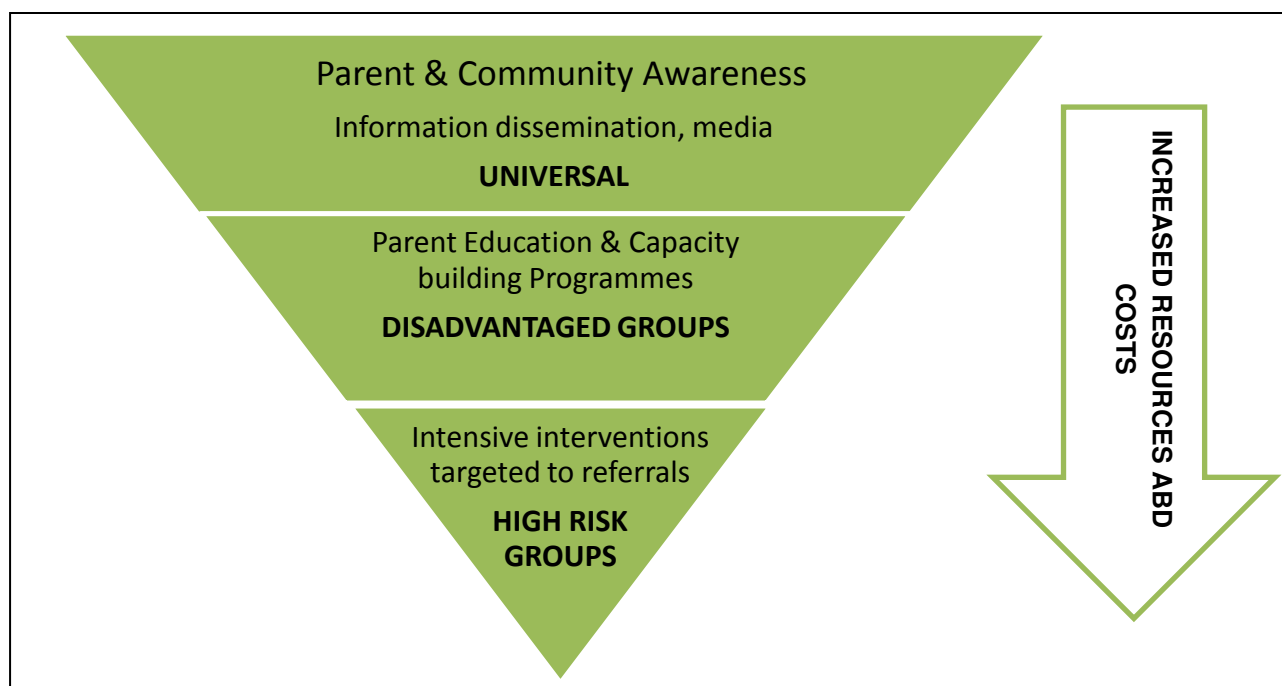 Parent & Community Awareness
Information dissemination, media
UNIVERSAL
Parent Education & Capacity
building Programmes
DISADVANTAGED GROUPS
Intensive interventions
targeted to referrals
HIGH RISK
GROUPS
INCREASED RESOURCES ABD
COSTS